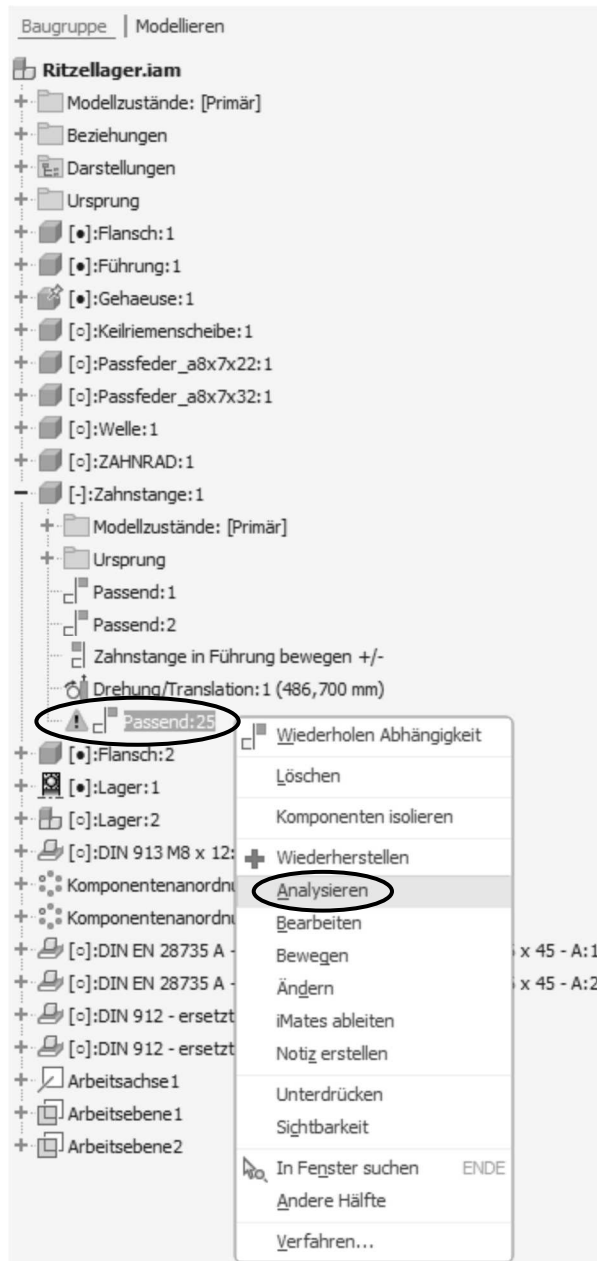 Baugruppe | Modellieren
Ritzellager.iam
Modellzustände: [Primär]
Beziehungen
Darstellungen
Ursprung
[•]:Flansch:1
[•]:Führung:1
[•]:Gehaeuse:1
[○]:Keilriemenscheibe:1
[○]:Passfeder_a8x7x22:1
[○]:Passfeder_a8x7x32:1
[○]:Welle:1
[○]:ZAHNRAD:1
[-]:Zahnstange:1
Modellzustände: [Primär]
Ursprung
Passend:1
Passend:2
Zahnstange in Führung bewegen +/-
Drehung/Translation:1 (486,700 mm)
Passend:25
[•]:Flansch:2
[•]:Lager:1
[○]:Lager:2
[○]:DIN 913 M8 x 12:
Komponentenanordnu
Komponentenanordnu
[○]:DIN EN 28735 A - x 45 - A:1
[○]:DIN EN 28735 A - x 45 - A:2
[○]:DIN 912 - ersetzt
[○]:DIN 912 - ersetzt
Arbeitsachse1
Arbeitsebene1
Arbeitsebene2
Wiederholen Abhängigkeit
Löschen
Komponenten isolieren
Wiederherstellen
Analysieren
Bearbeiten
Bewegen
Ändern
iMates ableiten
Notiz erstellen
Unterdrücken
Sichtbarkeit
In Fenster suchen ENDE
Andere Hälfte
Verfahren...